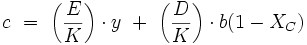 c = (E/K) · y + (D/K) · b(1 − X_C)